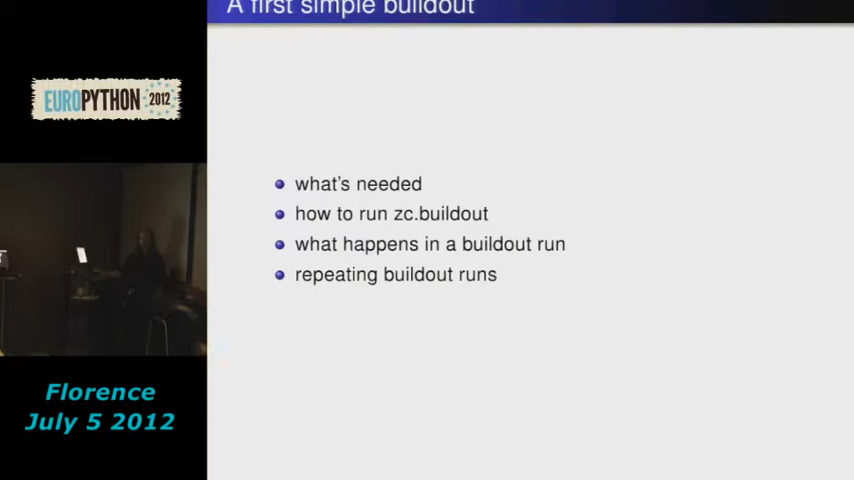 A first simple buildout
EUROPYTHON 2012
what's needed
how to run zc.buildout
what happens in a buildout run
repeating buildout runs
Florence
July 5 2012